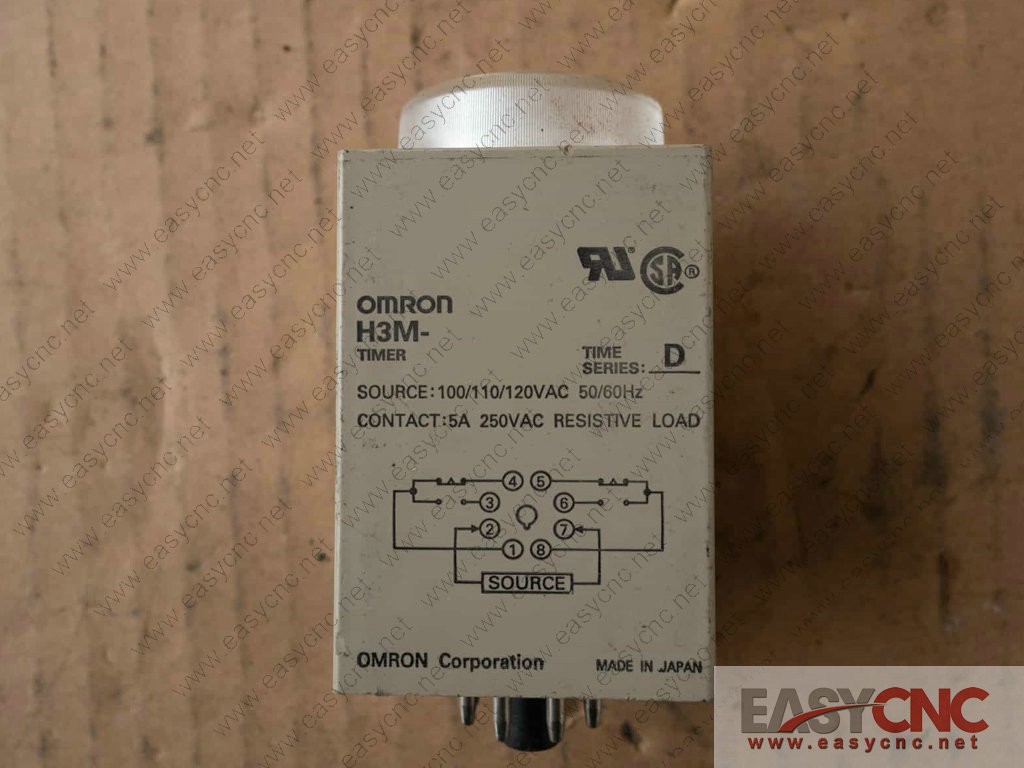 OMRON
H3M-
TIMER
TIME
SERIES: D
SOURCE:100/110/120VAC 50/60Hz
CONTACT:5A 250VAC RESISTIVE LOAD
4 5
3 6
2 7
1 8
SOURCE
OMRON Corporation MADE IN JAPAN
EASYCNC
www.easycnc.net